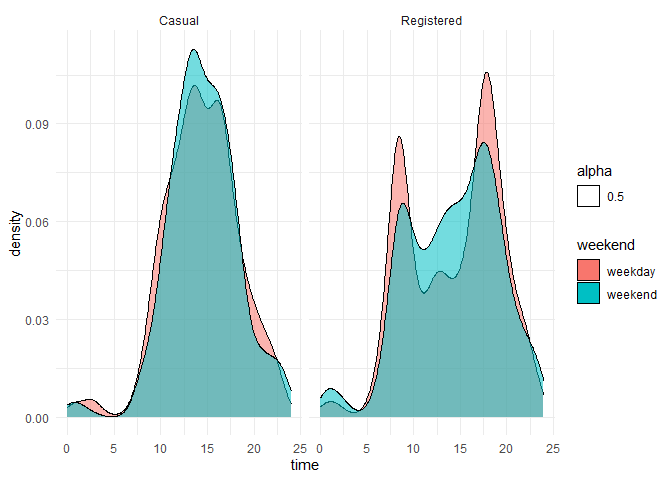 Casual
Registered
density
0.09
0.06
0.03
0.00
0 5 10 15 20 25
0 5 10 15 20 25
time
alpha
0.5
weekend
weekday
weekend